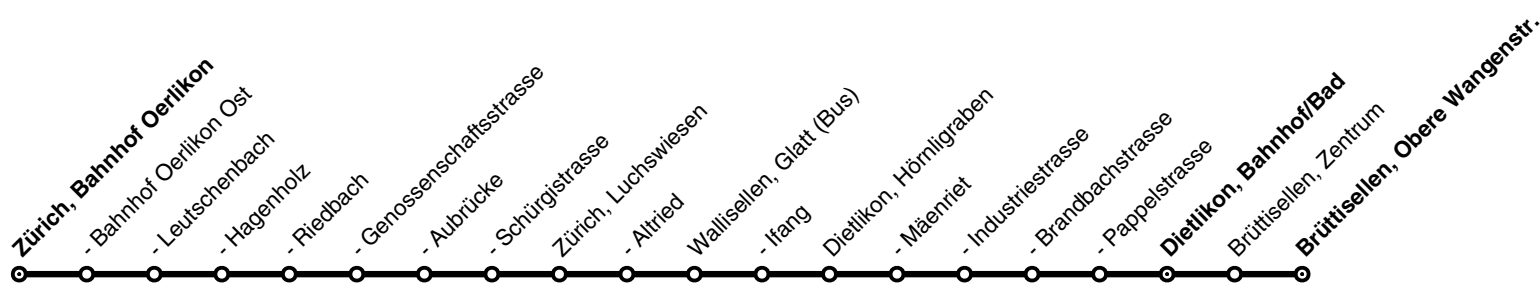 Zürich, Bahnhof Oerlikon
- Bahnhof Oerlikon Ost
- Leutschenbach
- Hagenholz
- Riedbach
- Genossenschaftsstrasse
- Aubrücke
- Schürgistrasse
Zürich, Luchswiesen
- Altried
Wallisellen, Glatt (Bus)
- Ifang
Dietlikon, Hörnligraben
- Mäenriet
- Industriestrasse
- Brandbachstrasse
- Pappelstrasse
Dietlikon, Bahnhof/Bad
Brüttisellen, Zentrum
Brüttisellen, Obere Wangenstr.